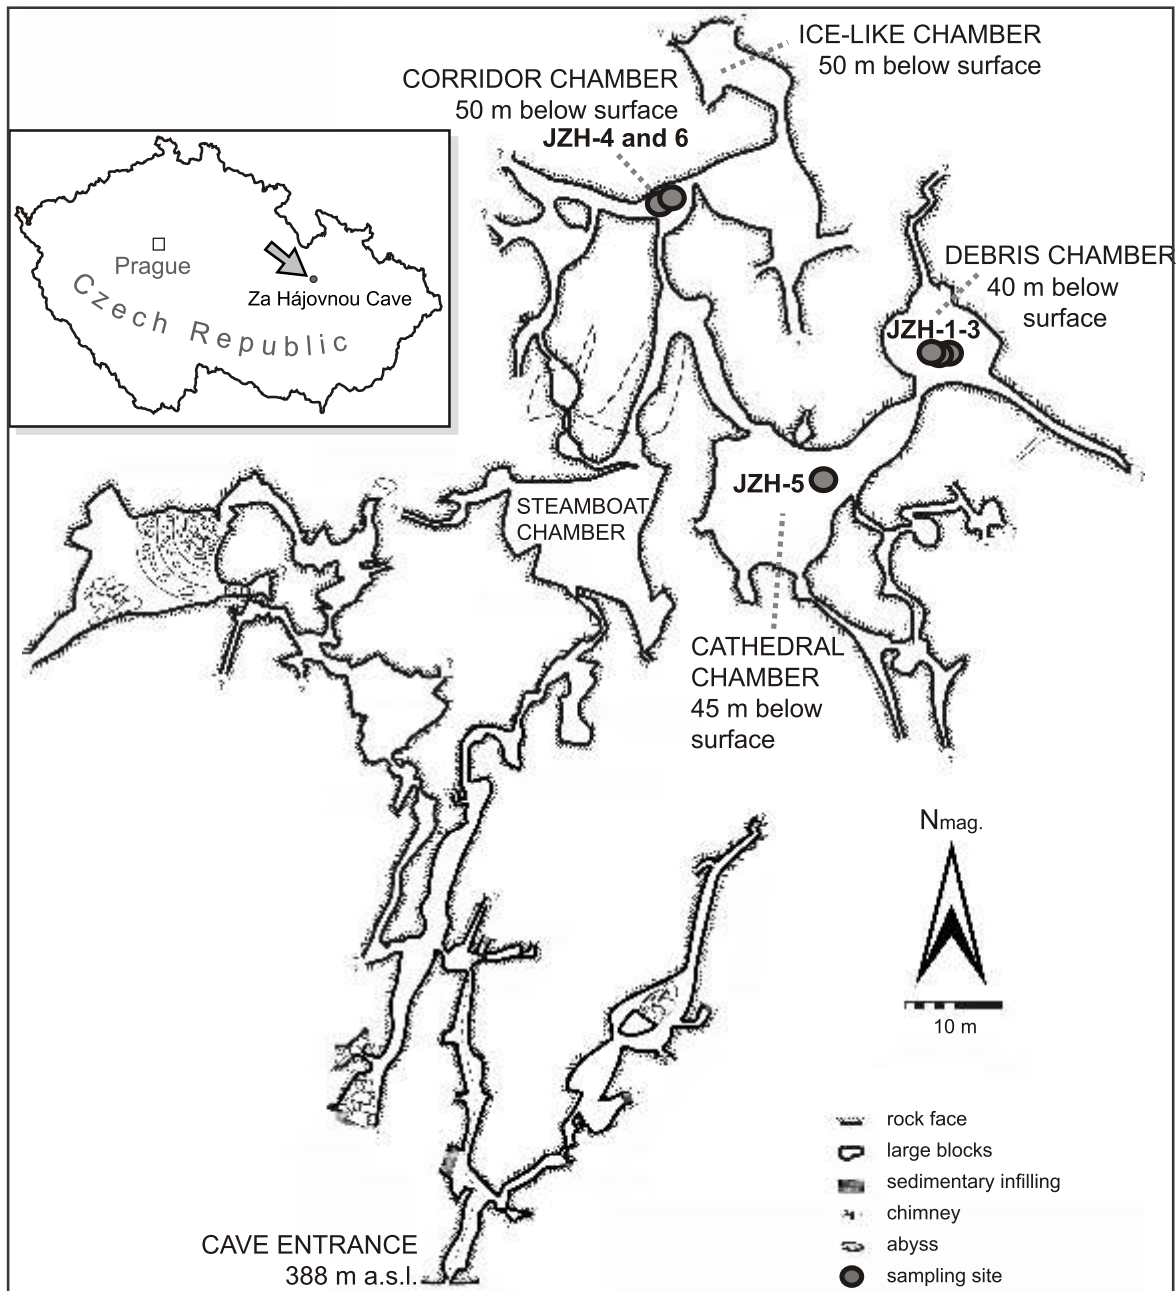 ICE-LIKE CHAMBER
50 m below surface
CORRIDOR CHAMBER
50 m below surface
JZH-4 and 6
Prague
Za Hájovnou Cave
Czech Republic
DEBRIS CHAMBER
40 m below
surface
JZH-1-3
JZH-5
STEAMBOAT
CHAMBER
CATHEDRAL
CHAMBER
45 m below
surface
Nmag.
10 m
rock face
large blocks
sedimentary infilling
chimney
abyss
sampling site
CAVE ENTRANCE
388 m a.s.l.